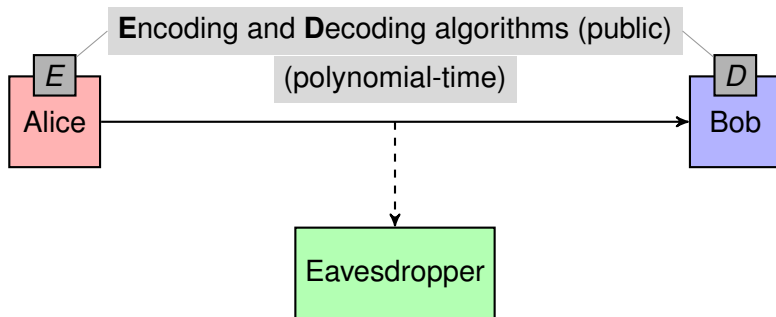 Encoding and Decoding algorithms (public)
(polynomial-time)
E
D
Alice
Bob
Eavesdropper